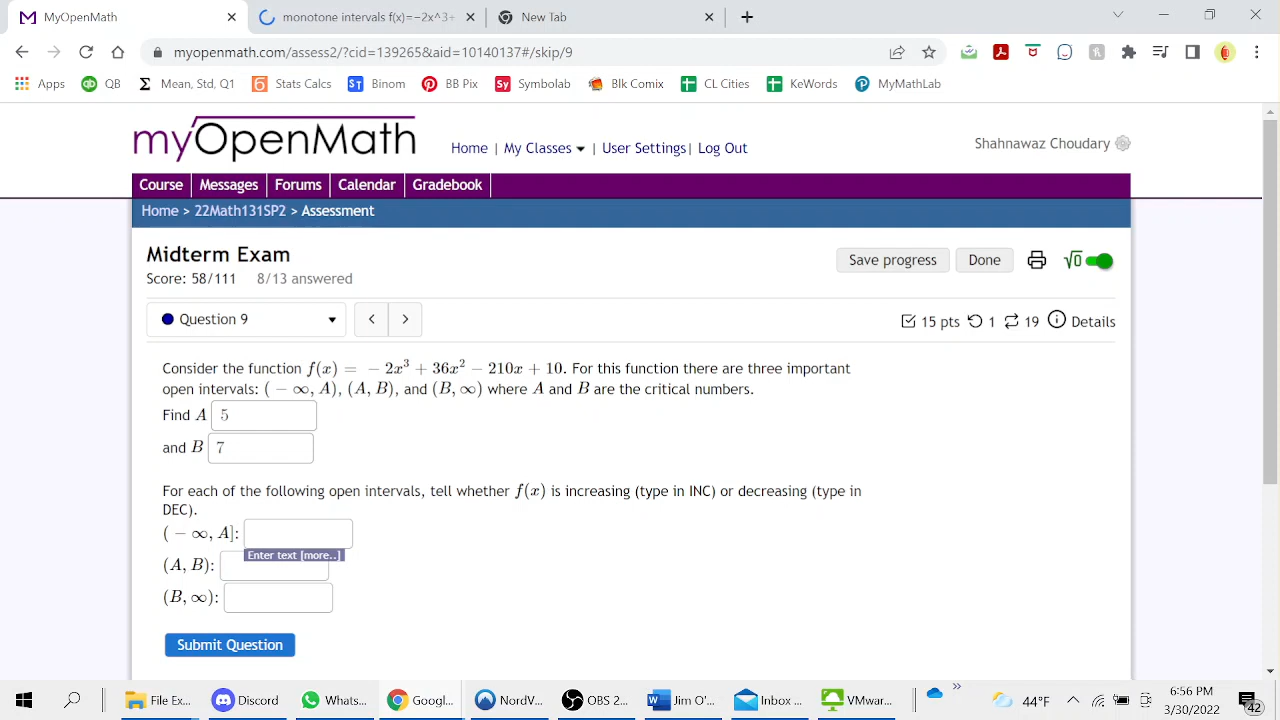 MyOpenMath
monotone intervals f(x)=−2x^3+
New Tab
myopenmath.com/assess2/?cid=139265&aid=10140137#/skip/9
Apps QB Mean, Std, Q1 Stats Calcs Binom BB Pix Symbolab Blk Comix CL Cities KeWords MyMathLab
myOpenMath
Home | My Classes | User Settings | Log Out
Shahnawaz Choudary
Course Messages Forums Calendar Gradebook
Home > 22Math131SP2 > Assessment
Midterm Exam
Score: 58/111 8/13 answered
Save progress Done √0
Question 9 < >
15 pts 1 19 Details
Consider the function f(x) = − 2x³ + 36x² − 210x + 10. For this function there are three important
open intervals: ( − ∞, A), (A, B), and (B, ∞) where A and B are the critical numbers.
Find A 5
and B 7
For each of the following open intervals, tell whether f(x) is increasing (type in INC) or decreasing (type in
DEC).
( − ∞, A]:
Enter text [more..]
(A, B):
(B, ∞):
Submit Question
File Exp... Discord Whats... Goog... NordV... OBS 2... Jim O'... Inbox ... VMwar... » 44°F 6:56 PM
3/30/2022 42